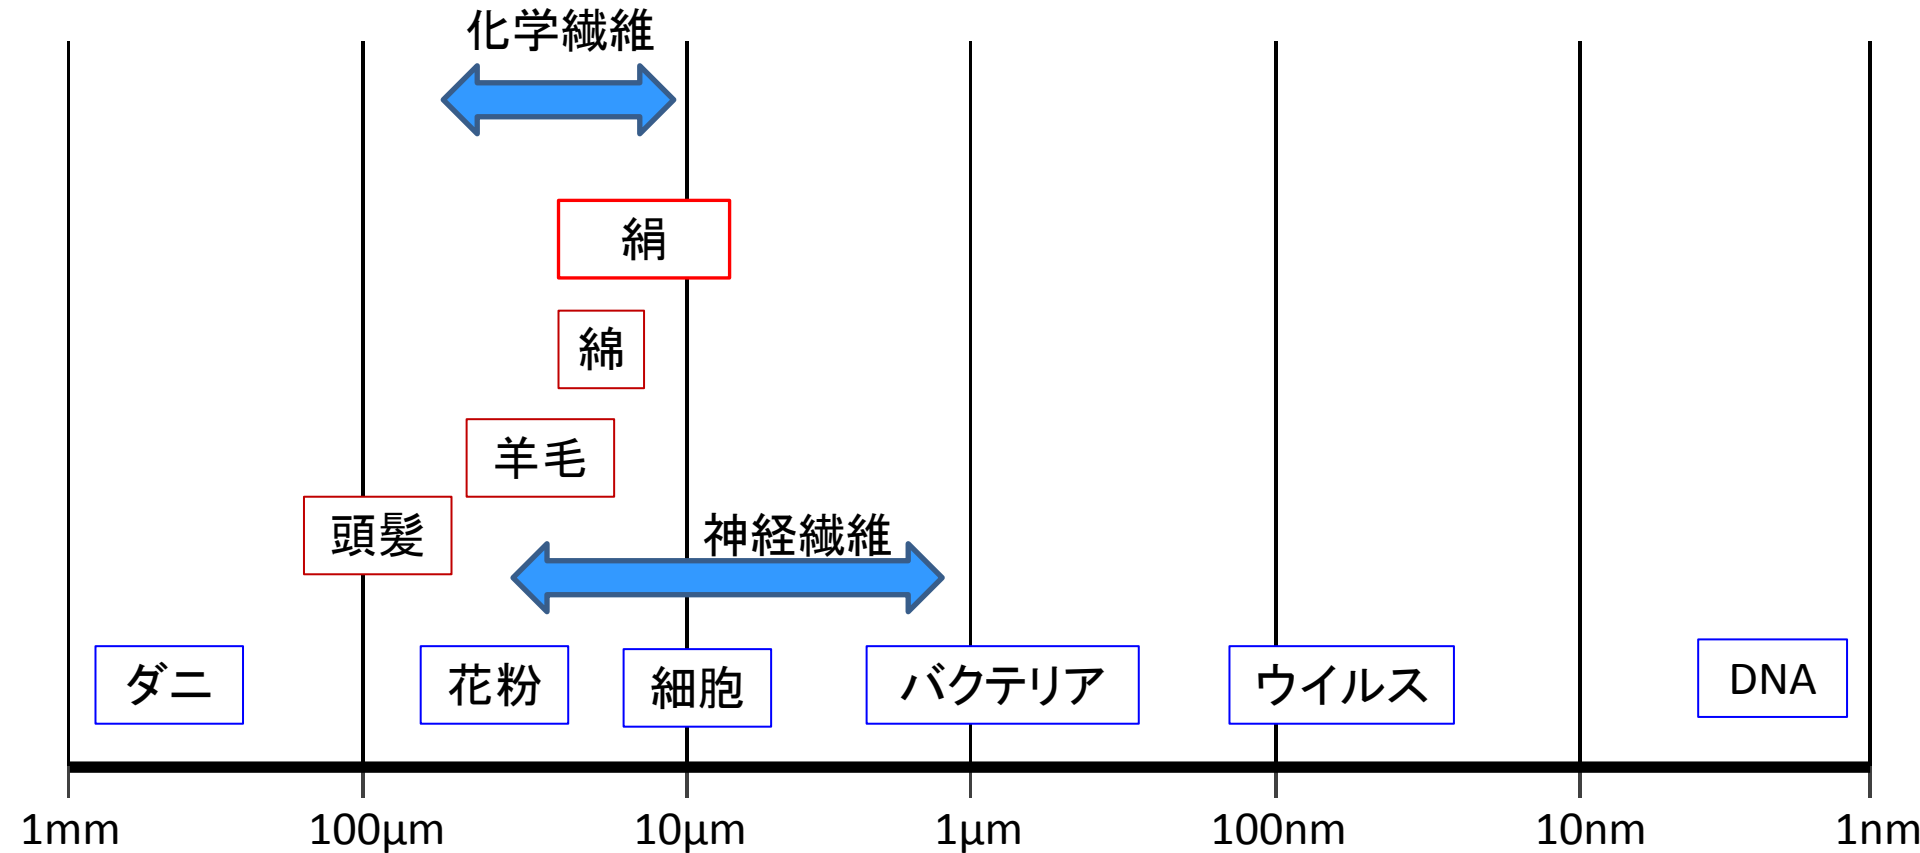 化学繊維
絹
綿
羊毛
頭髪
神経繊維
ダニ
花粉
細胞
バクテリア
ウイルス
DNA
1mm
100μm
10μm
1μm
100nm
10nm
1nm